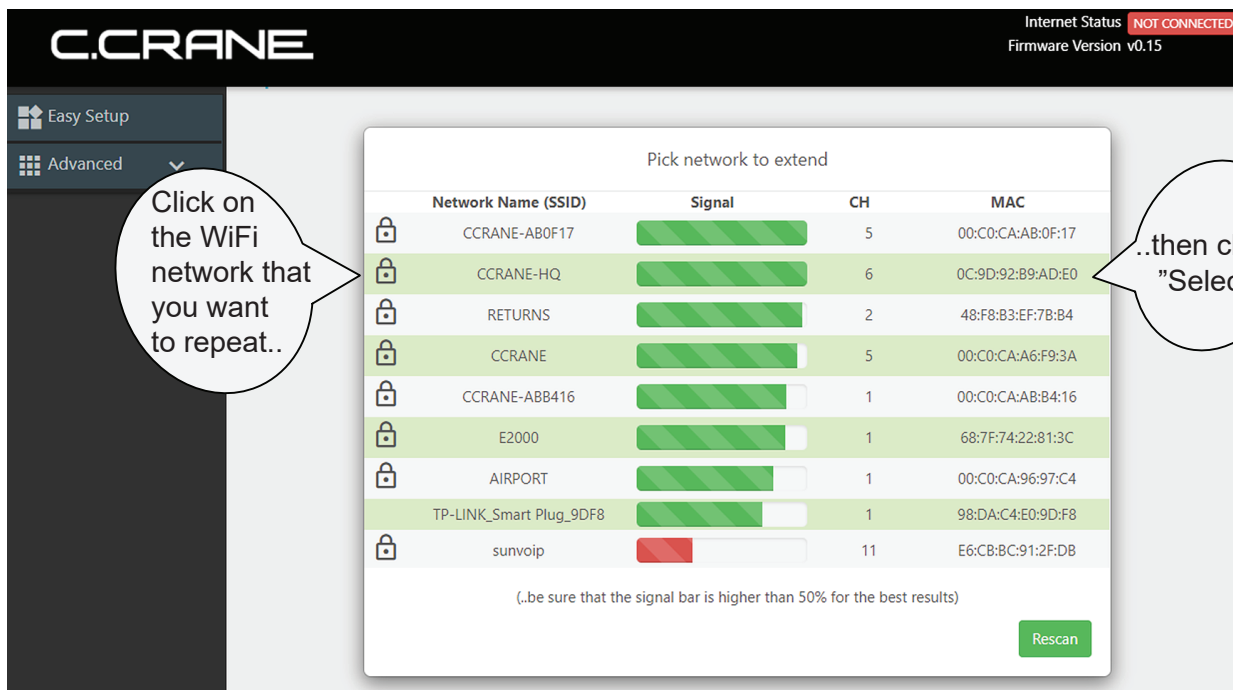 C.CRANE
Internet Status NOT CONNECTED
Firmware Version v0.15
Easy Setup
Advanced
Click on
the WiFi
network that
you want
to repeat..
Pick network to extend
Network Name (SSID) Signal CH MAC
CCRANE-AB0F17 5 00:C0:CA:AB:0F:17
CCRANE-HQ 6 0C:9D:92:B9:AD:E0
RETURNS 2 48:F8:B3:EF:7B:B4
CCRANE 5 00:C0:CA:A6:F9:3A
CCRANE-ABB416 1 00:C0:CA:AB:B4:16
E2000 1 68:7F:74:22:81:3C
AIRPORT 1 00:C0:CA:96:97:C4
TP-LINK_Smart Plug_9DF8 1 98:DA:C4:E0:9D:F8
sunvoip 11 E6:CB:BC:91:2F:DB
(..be sure that the signal bar is higher than 50% for the best results)
Rescan
..then